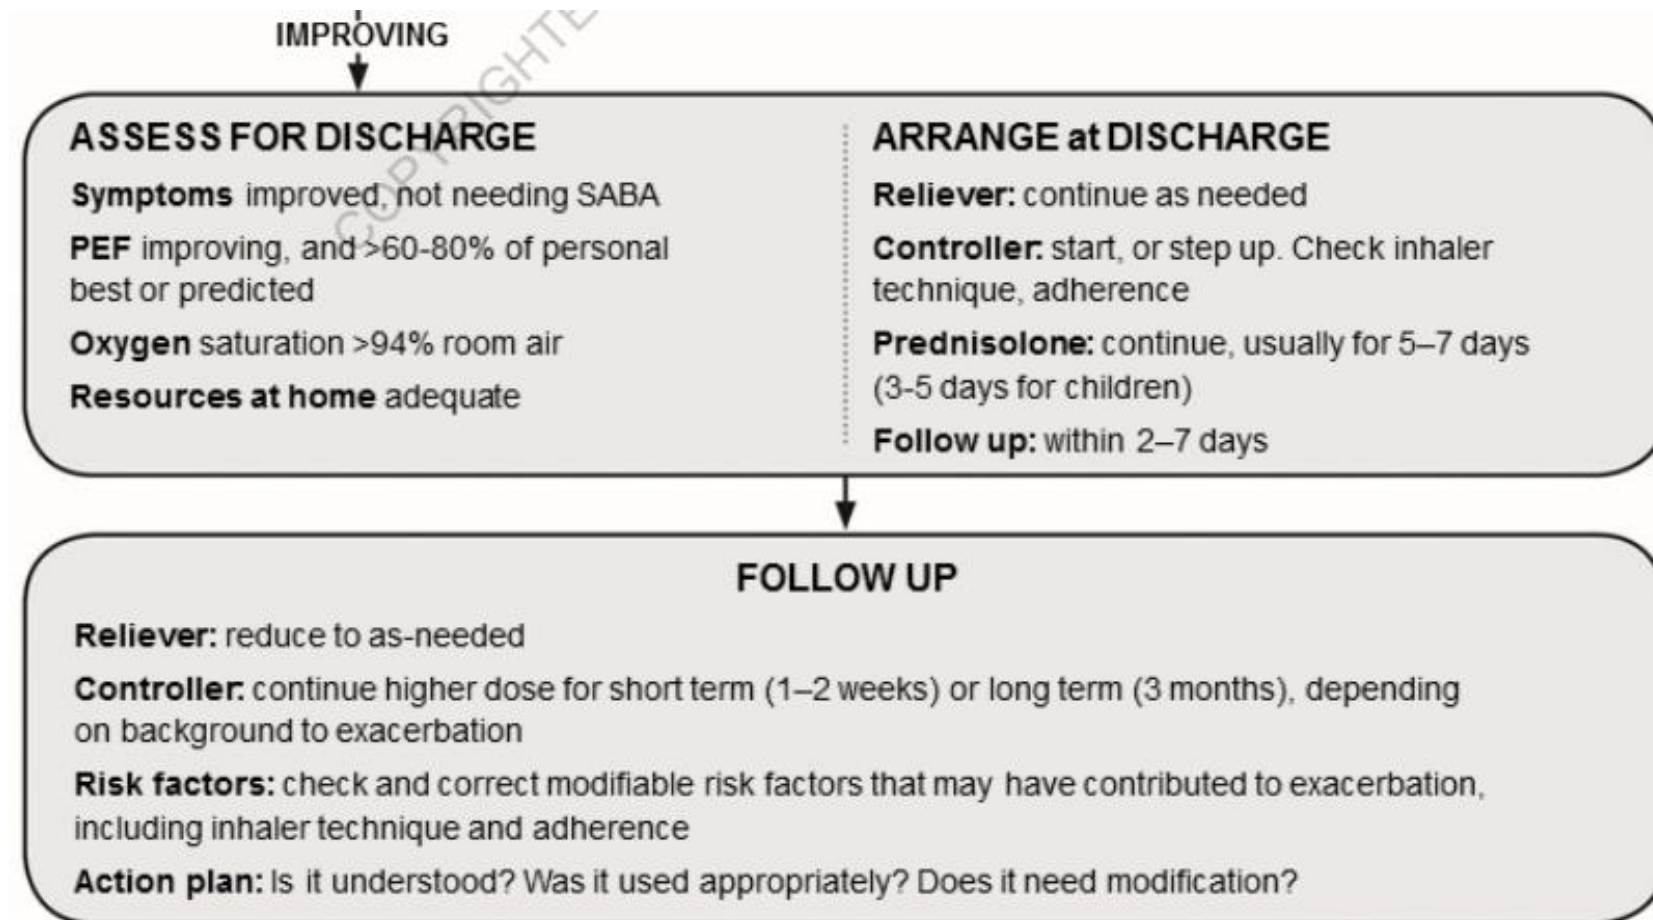 IMPROVING
COPYRIGHTE
ASSESS FOR DISCHARGE
Symptoms improved, not needing SABA
PEF improving, and >60-80% of personal
best or predicted
Oxygen saturation >94% room air
Resources at home adequate
ARRANGE at DISCHARGE
Reliever: continue as needed
Controller: start, or step up. Check inhaler
technique, adherence
Prednisolone: continue, usually for 5–7 days
(3-5 days for children)
Follow up: within 2–7 days
FOLLOW UP
Reliever: reduce to as-needed
Controller: continue higher dose for short term (1–2 weeks) or long term (3 months), depending
on background to exacerbation
Risk factors: check and correct modifiable risk factors that may have contributed to exacerbation,
including inhaler technique and adherence
Action plan: Is it understood? Was it used appropriately? Does it need modification?